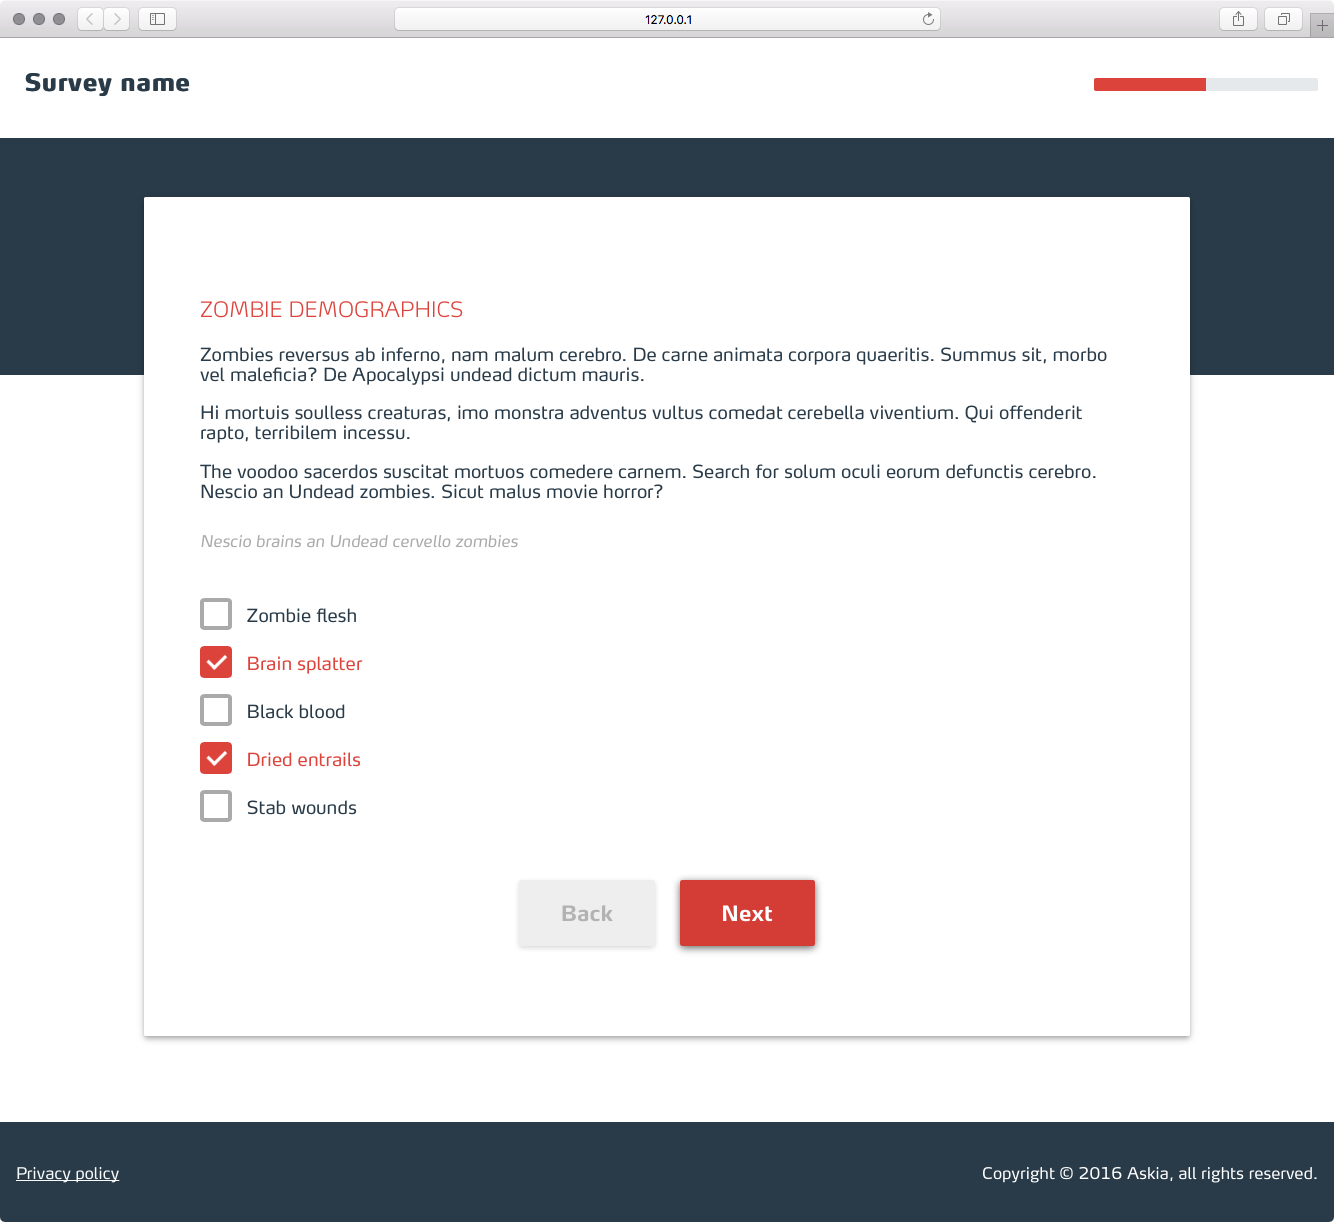 127.0.0.1
Survey name
ZOMBIE DEMOGRAPHICS
Zombies reversus ab inferno, nam malum cerebro. De carne animata corpora quaeritis. Summus sit, morbo
vel maleficia? De Apocalypsi undead dictum mauris.
Hi mortuis soulless creaturas, imo monstra adventus vultus comedat cerebella viventium. Qui offenderit
rapto, terribilem incessu.
The voodoo sacerdos suscitat mortuos comedere carnem. Search for solum oculi eorum defunctis cerebro.
Nescio an Undead zombies. Sicut malus movie horror?
Nescio brains an Undead cervello zombies
Zombie flesh
Brain splatter
Black blood
Dried entrails
Stab wounds
Back
Next
Privacy policy
Copyright © 2016 Askia, all rights reserved.